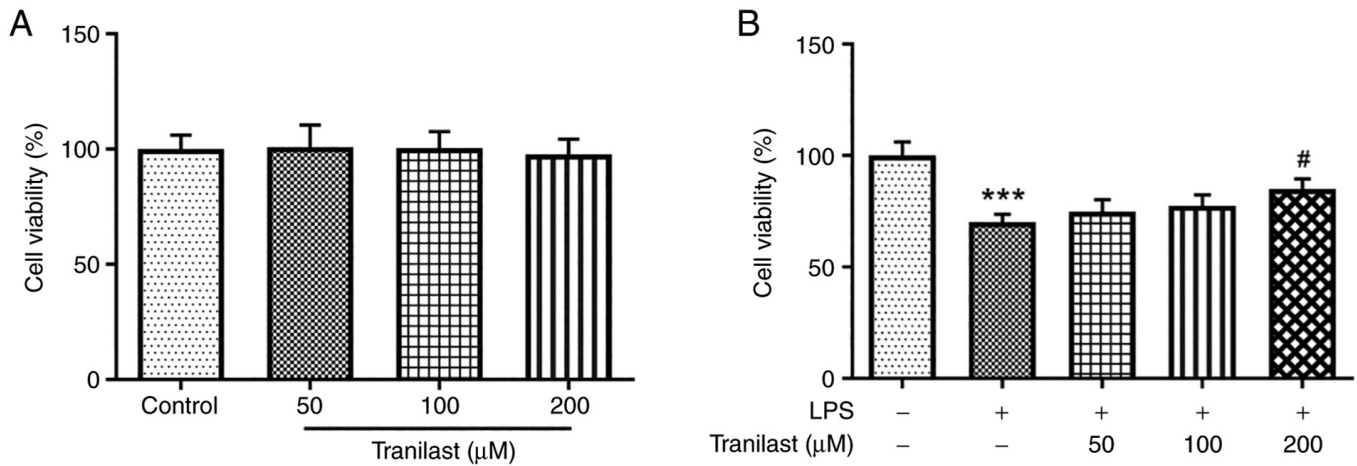 A
Cell viability (%)
150
100
50
0
Control 50 100 200
Tranilast (μM)
B
Cell viability (%)
150
100
50
0
***
#
LPS – + + + +
Tranilast (μM) – – 50 100 200